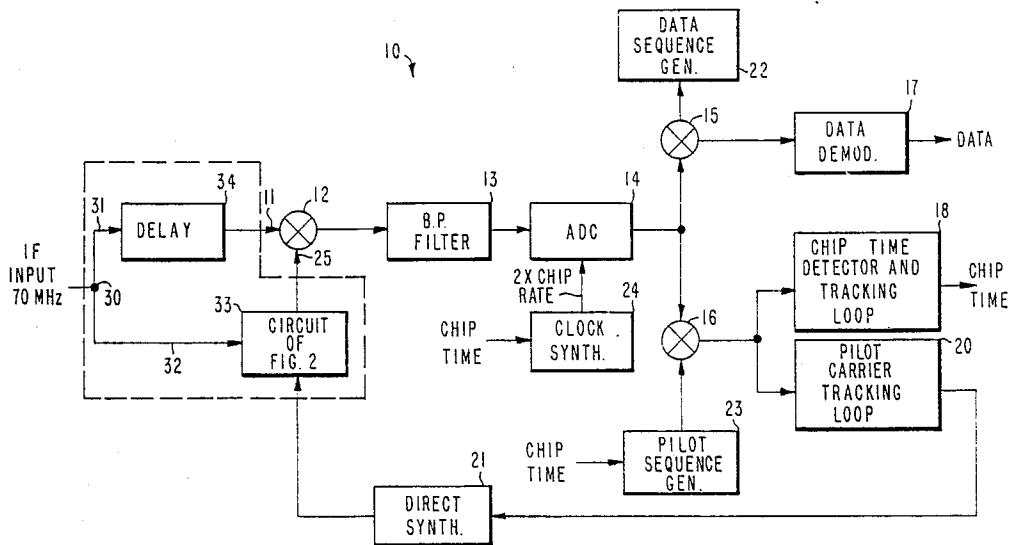 10
DATA
SEQUENCE
GEN.
22
15
17
DATA
DEMOD.
DATA
31
34
DELAY
11
12
25
13
B.P.
FILTER
14
ADC
IF
INPUT
70 MHz
30
32
33
CIRCUIT
OF
FIG. 2
2X CHIP
RATE
24
CLOCK
SYNTH.
CHIP
TIME
16
18
CHIP TIME
DETECTOR AND
TRACKING
LOOP
CHIP
TIME
20
PILOT
CARRIER
TRACKING
LOOP
23
PILOT
SEQUENCE
GEN.
CHIP
TIME
21
DIRECT
SYNTH.